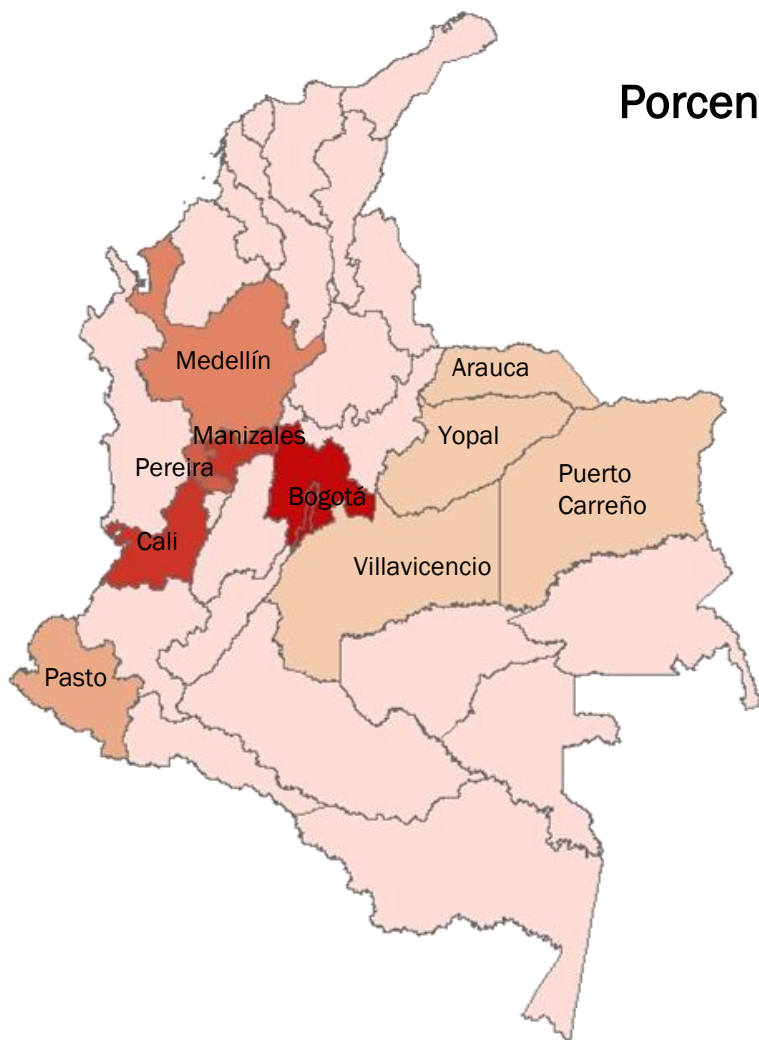 Porcen
Medellín
Arauca
Manizales
Yopal
Pereira
Puerto
Carreño
Bogotá
Cali
Villavicencio
Pasto